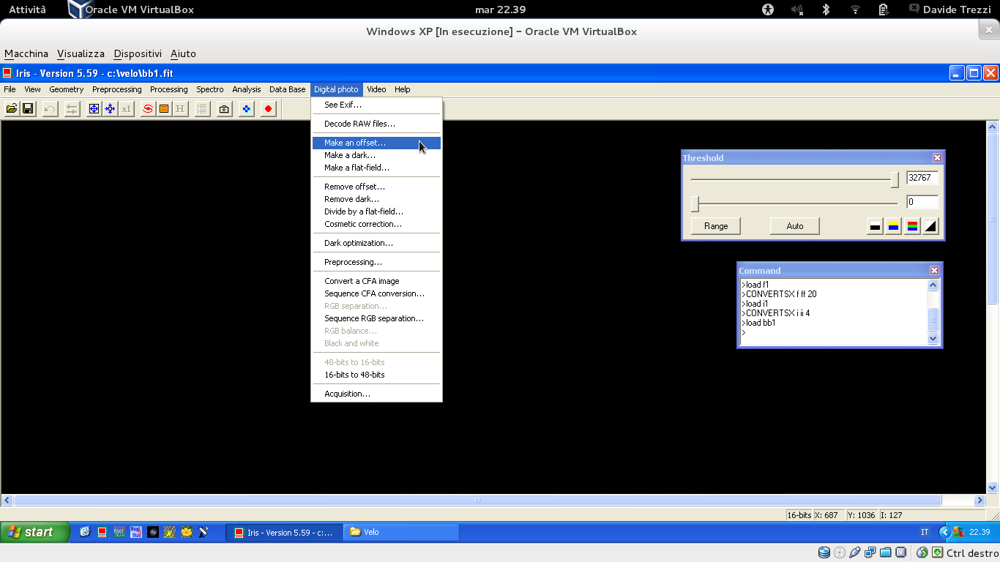 Attività Oracle VM VirtualBox mar 22.39 Davide Trezzi
Windows XP [In esecuzione] – Oracle VM VirtualBox
Macchina Visualizza Dispositivi Aiuto
Iris - Version 5.59 - c:\velo\bb1.fit
File View Geometry Preprocessing Processing Spectro Analysis Data Base Digital photo Video Help
x1 H
See Exif...
Decode RAW files...
Make an offset...
Make a dark...
Make a flat-field...
Remove offset...
Remove dark...
Divide by a flat-field...
Cosmetic correction...
Dark optimization...
Preprocessing...
Convert a CFA image
Sequence CFA conversion...
RGB separation...
Sequence RGB separation...
RGB balance...
Black and white
48-bits to 16-bits
16-bits to 48-bits
Acquisition...
Threshold
32767
0
Range Auto
Command
>load f1
>CONVERTSX f ff 20
>load i1
>CONVERTSX i ii 4
>load bb1
>
16-bits X: 687 Y: 1036 I: 127
start Iris - Version 5.59 - c:... Velo IT 22.39
Ctrl destro